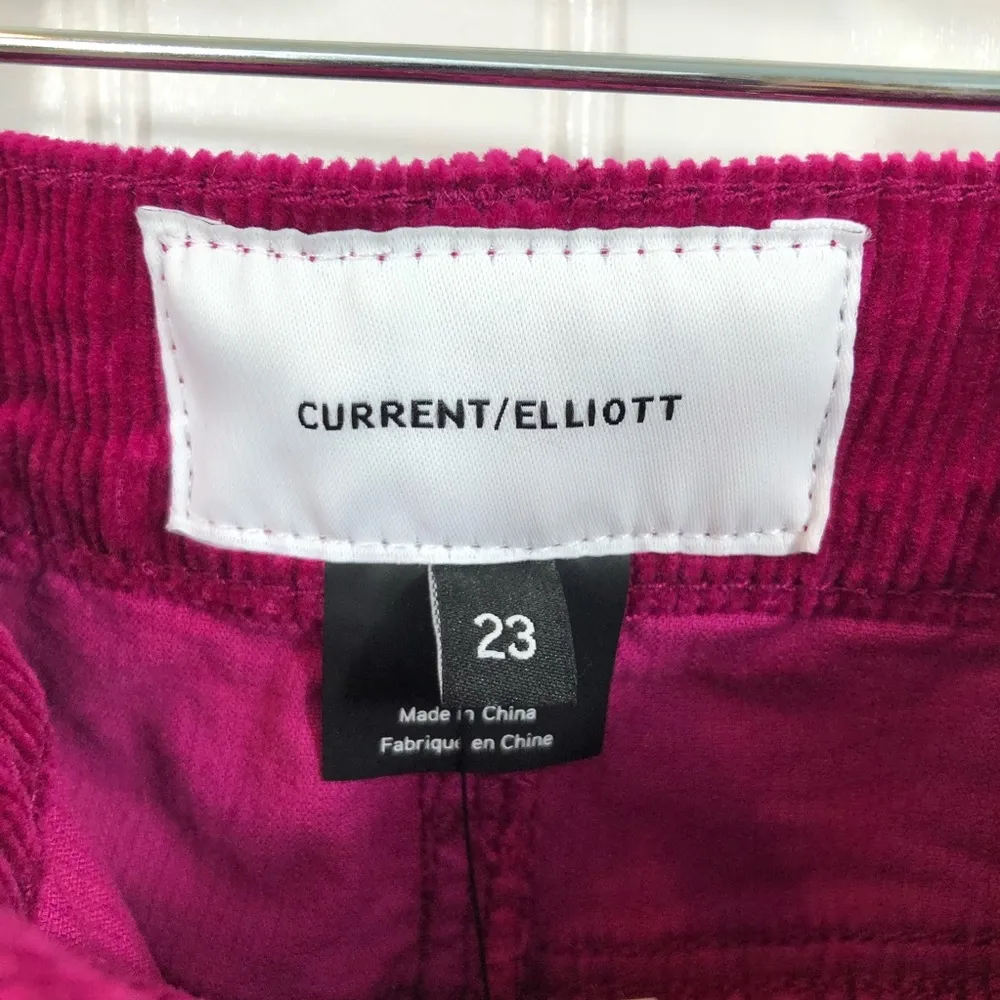 CURRENT/ELLIOTT
23
Made in China
Fabriqué en Chine